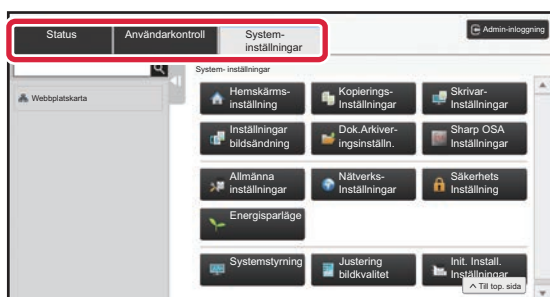 Status
Användarkontroll
System-
inställningar
Admin-inloggning
System- inställningar
Webbplatskarta
Hemskärms-
inställning
Kopierings-
Inställningar
Skrivar-
Inställningar
Inställningar
bildsändning
Dok.Arkiver-
ingsinställn.
Sharp OSA
Inställningar
Allmänna
inställningar
Nätverks-
Inställningar
Säkerhets
Inställning
Energisparläge
Systemstyrning
Justering
bildkvalitet
Init. Install.
Inställningar
Till top. sida